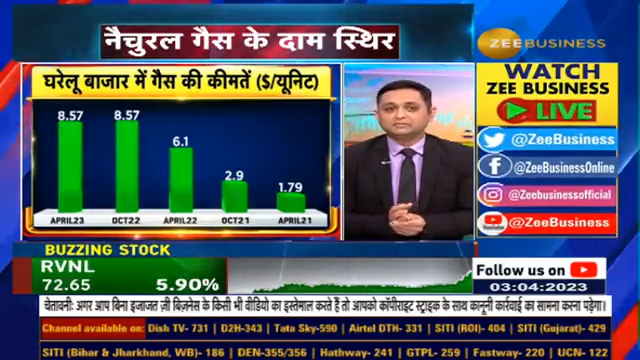 नैचुरल गैस के दाम स्थिर
ZEEBUSINESS
घरेलू बाजार में गैस की कीमतें ($/यूनिट)
8.57
8.57
6.1
2.9
1.79
APRIL23
OCT22
APRIL22
OCT21
APRIL21
WATCH
ZEE BUSINESS
LIVE
@ZeeBusiness
@ZeeBusinessOnline
@ZeeBusinessofficial
@ZeeBusiness
BUZZING STOCK
RVNL
72.65 5.90%
Follow us on
03:04:2023
चेतावनी: अगर आप बिना इजाजत ज़ी बिज़नेस के किसी भी वीडियो का इस्तेमाल करते हैं तो आपको कॉपीराइट स्ट्राइक के साथ कानूनी कार्रवाई का सामना करना पड़ेगा.
Channel available on: Dish TV- 731 | D2H-343 | Tata Sky-590 | Airtel DTH- 331 | SITI (ROI) - 404 | SITI (Gujarat) - 429
SITI (Bihar & Jharkhand, WB)- 186 | DEN-355/356 | Hathway- 241 | GTPL- 259 | Fastway- 220 | UCN- 122